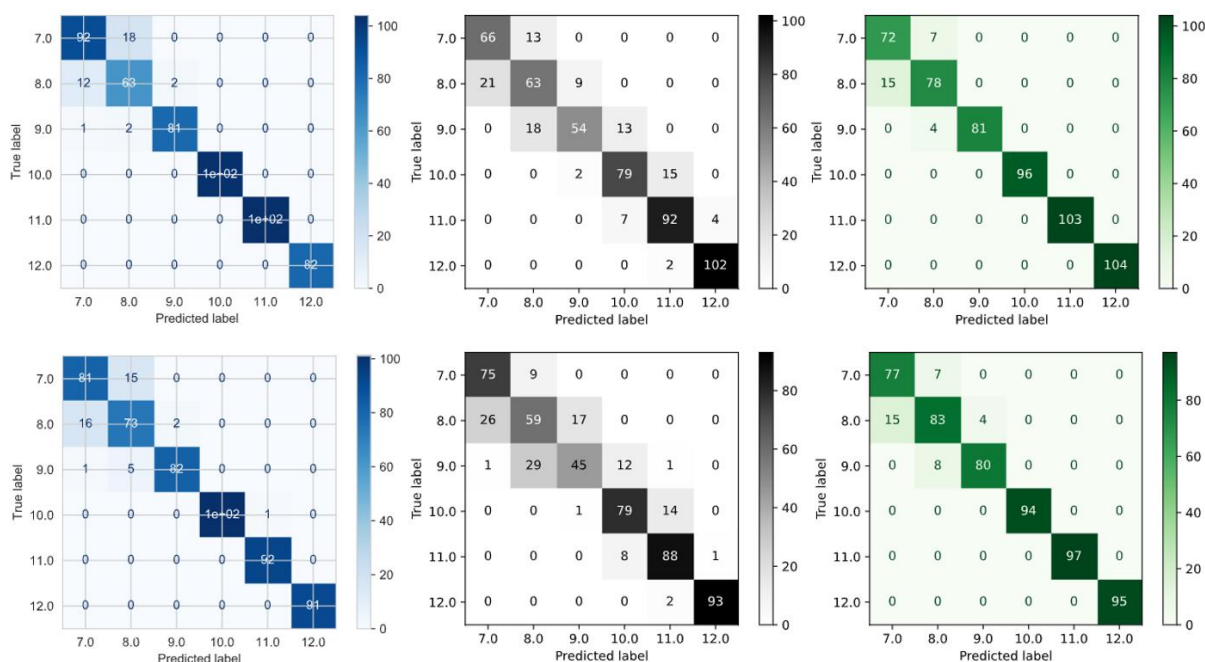 7.0 92 18 0 0 0 0 100
8.0 12 63 2 0 0 0 80
9.0 1 2 81 0 0 0 60
10.0 0 0 0 1e+02 0 0 40
11.0 0 0 0 0 1e+02 0 20
12.0 0 0 0 0 0 82 0
7.0 8.0 9.0 10.0 11.0 12.0
Predicted label
True label
7.0 66 13 0 0 0 0 100
8.0 21 63 9 0 0 0 80
9.0 0 18 54 13 0 0 60
10.0 0 0 2 79 15 0 40
11.0 0 0 0 7 92 4 20
12.0 0 0 0 0 2 102 0
7.0 8.0 9.0 10.0 11.0 12.0
Predicted label
True label
7.0 72 7 0 0 0 0 100
8.0 15 78 0 0 0 0 80
9.0 0 4 81 0 0 0 60
10.0 0 0 0 96 0 0 40
11.0 0 0 0 0 103 0 20
12.0 0 0 0 0 0 104 0
7.0 8.0 9.0 10.0 11.0 12.0
Predicted label
True label
7.0 81 15 0 0 0 0 100
8.0 16 73 2 0 0 0 80
9.0 1 5 82 0 0 0 60
10.0 0 0 0 1e+02 1 0 40
11.0 0 0 0 0 92 0 20
12.0 0 0 0 0 0 91 0
7.0 8.0 9.0 10.0 11.0 12.0
Predicted label
True label
7.0 75 9 0 0 0 0
8.0 26 59 17 0 0 0 80
9.0 1 29 45 12 1 0 60
10.0 0 0 1 79 14 0 40
11.0 0 0 0 8 88 1 20
12.0 0 0 0 0 2 93 0
7.0 8.0 9.0 10.0 11.0 12.0
Predicted label
True label
7.0 77 7 0 0 0 0
8.0 15 83 4 0 0 0 80
9.0 0 8 80 0 0 0 60
10.0 0 0 0 94 0 0 40
11.0 0 0 0 0 97 0 20
12.0 0 0 0 0 0 95 0
7.0 8.0 9.0 10.0 11.0 12.0
Predicted label
True label